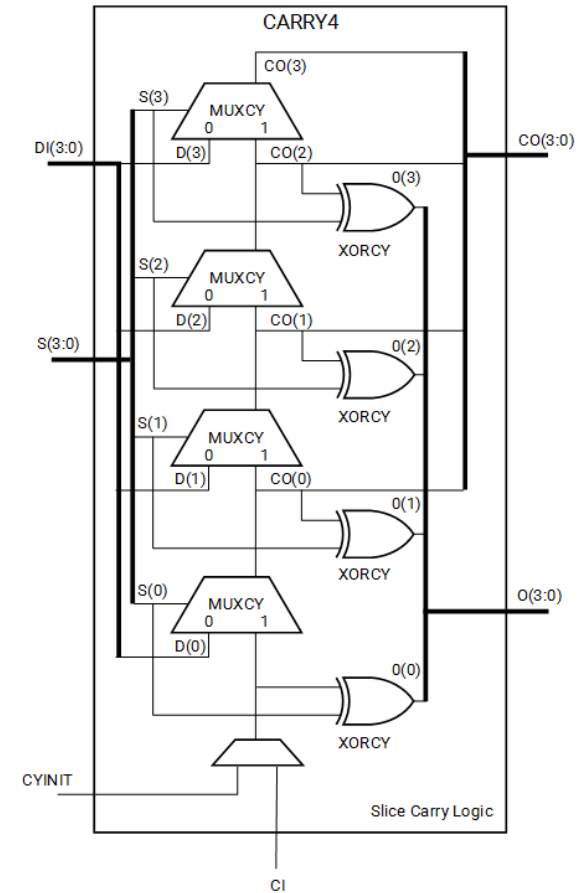 CARRY4
CO(3)
S(3)
MUXCY
0 1
DI(3:0)
D(3)
CO(2)
CO(3:0)
0(3)
XORCY
S(2)
MUXCY
0 1
D(2)
CO(1)
S(3:0)
0(2)
XORCY
S(1)
MUXCY
0 1
D(1)
CO(0)
0(1)
XORCY
S(0)
MUXCY
0 1
O(3:0)
D(0)
0(0)
XORCY
CYINIT
Slice Carry Logic
CI